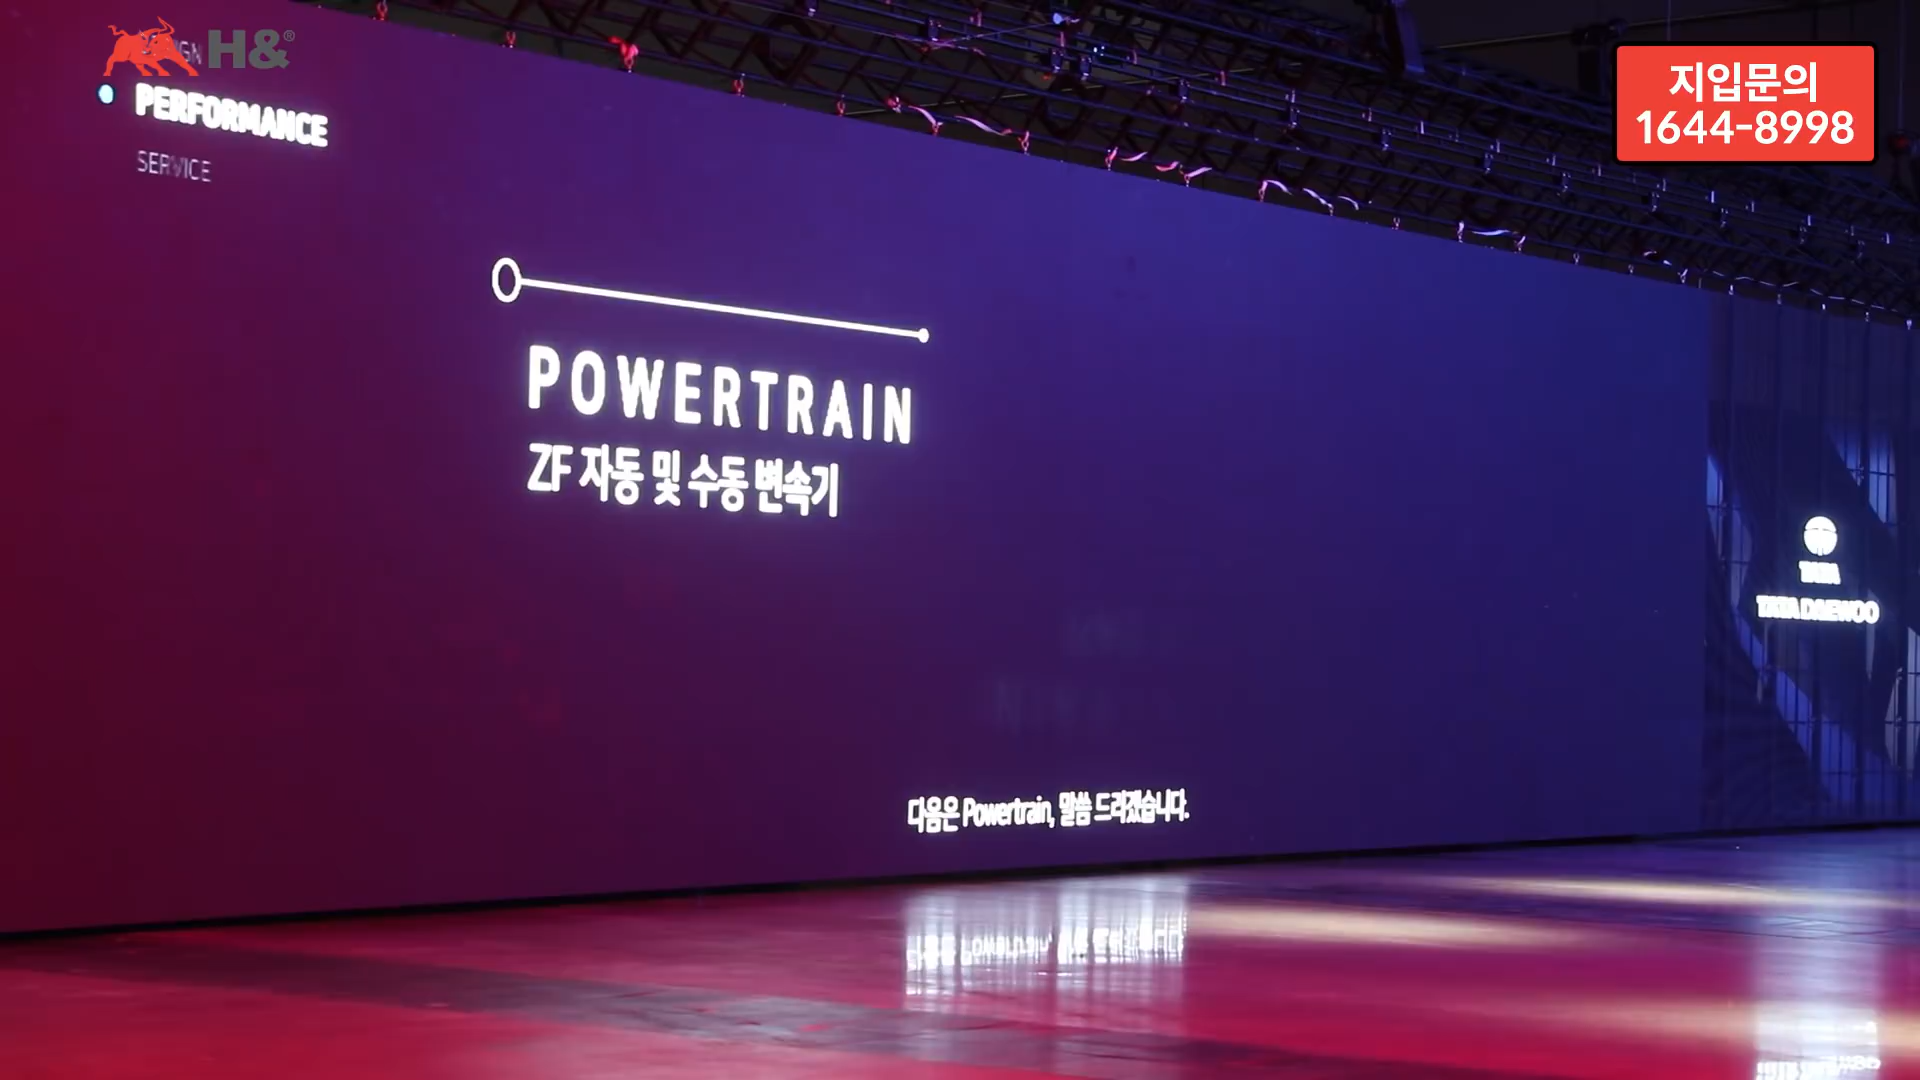 H&®
PERFORMANCE
SERVICE
지입문의
1644-8998
POWERTRAIN
ZF 자동 및 수동 변속기
TATA
TATA DAEWOO
다음은 Powertrain, 말씀 드리겠습니다.